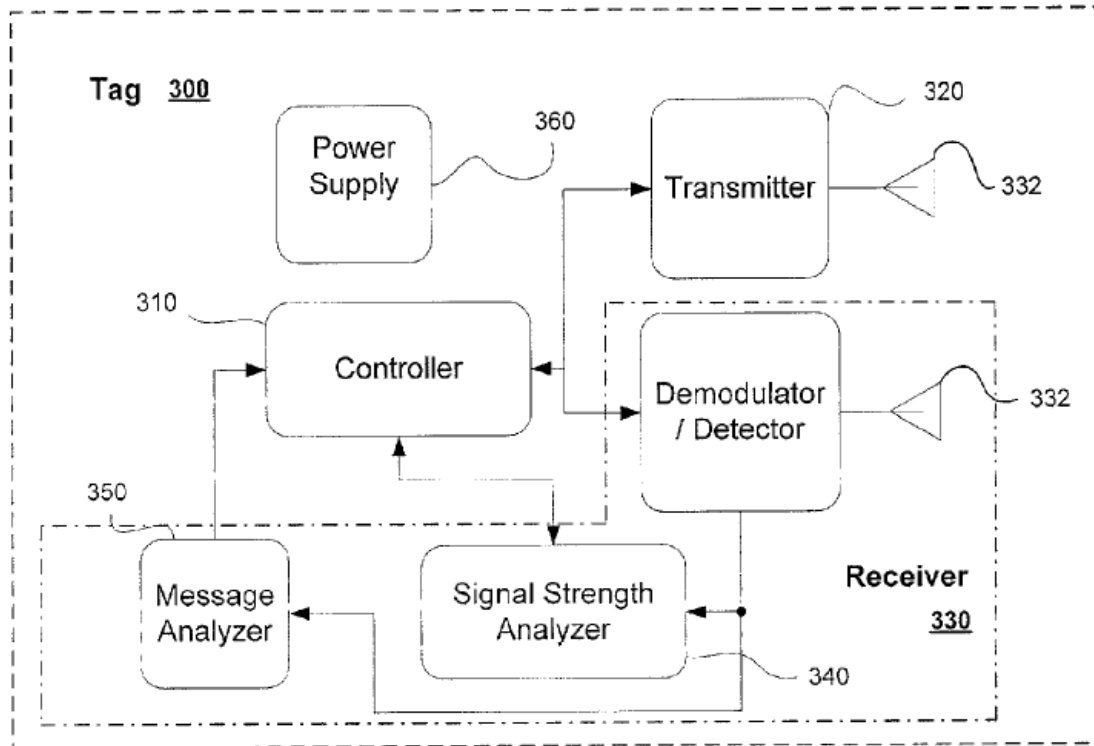 Tag 300
320
360
Power
Supply
Transmitter
332
310
Controller
Demodulator
/ Detector
332
350
Message
Analyzer
Signal Strength
Analyzer
Receiver
330
340